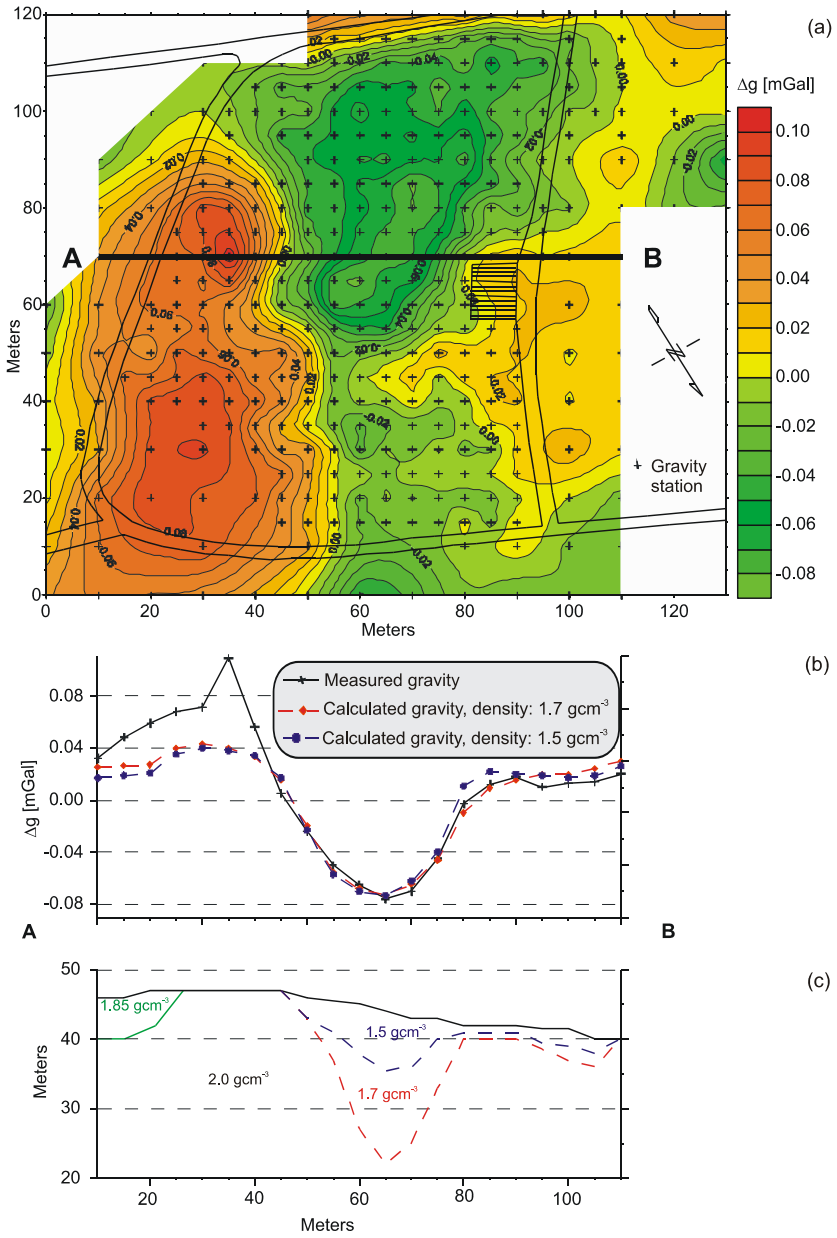 (a)
120
100
80
60
40
20
0
Meters
0
20
40
60
80
100
120
Meters
A
B
Gravity
station
Δg [mGal]
0.10
0.08
0.06
0.04
0.02
0.00
-0.02
-0.04
-0.06
-0.08
(b)
Measured gravity
Calculated gravity, density: 1.7 gcm⁻³
Calculated gravity, density: 1.5 gcm⁻³
0.08
0.04
0.00
-0.04
-0.08
Δg [mGal]
A
B
(c)
50
40
30
20
Meters
1.85 gcm⁻³
2.0 gcm⁻³
1.5 gcm⁻³
1.7 gcm⁻³
20
40
60
80
100
Meters